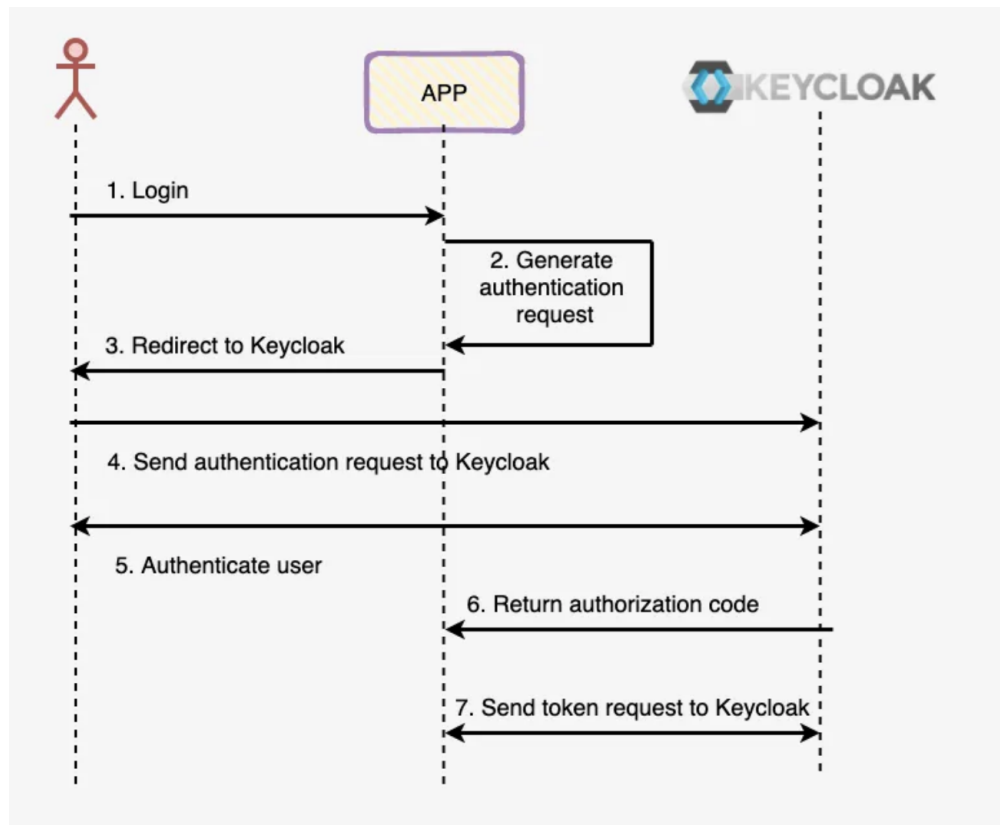 APP
KEYCLOAK
1. Login
2. Generate
authentication
request
3. Redirect to Keycloak
4. Send authentication request to Keycloak
5. Authenticate user
6. Return authorization code
7. Send token request to Keycloak